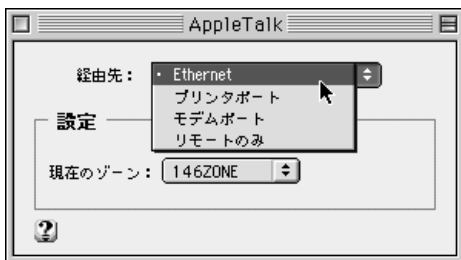 AppleTalk
経由先：
・ Ethernet
プリンタポート
モデムポート
リモートのみ
設定
現在のゾーン： 146ZONE
?